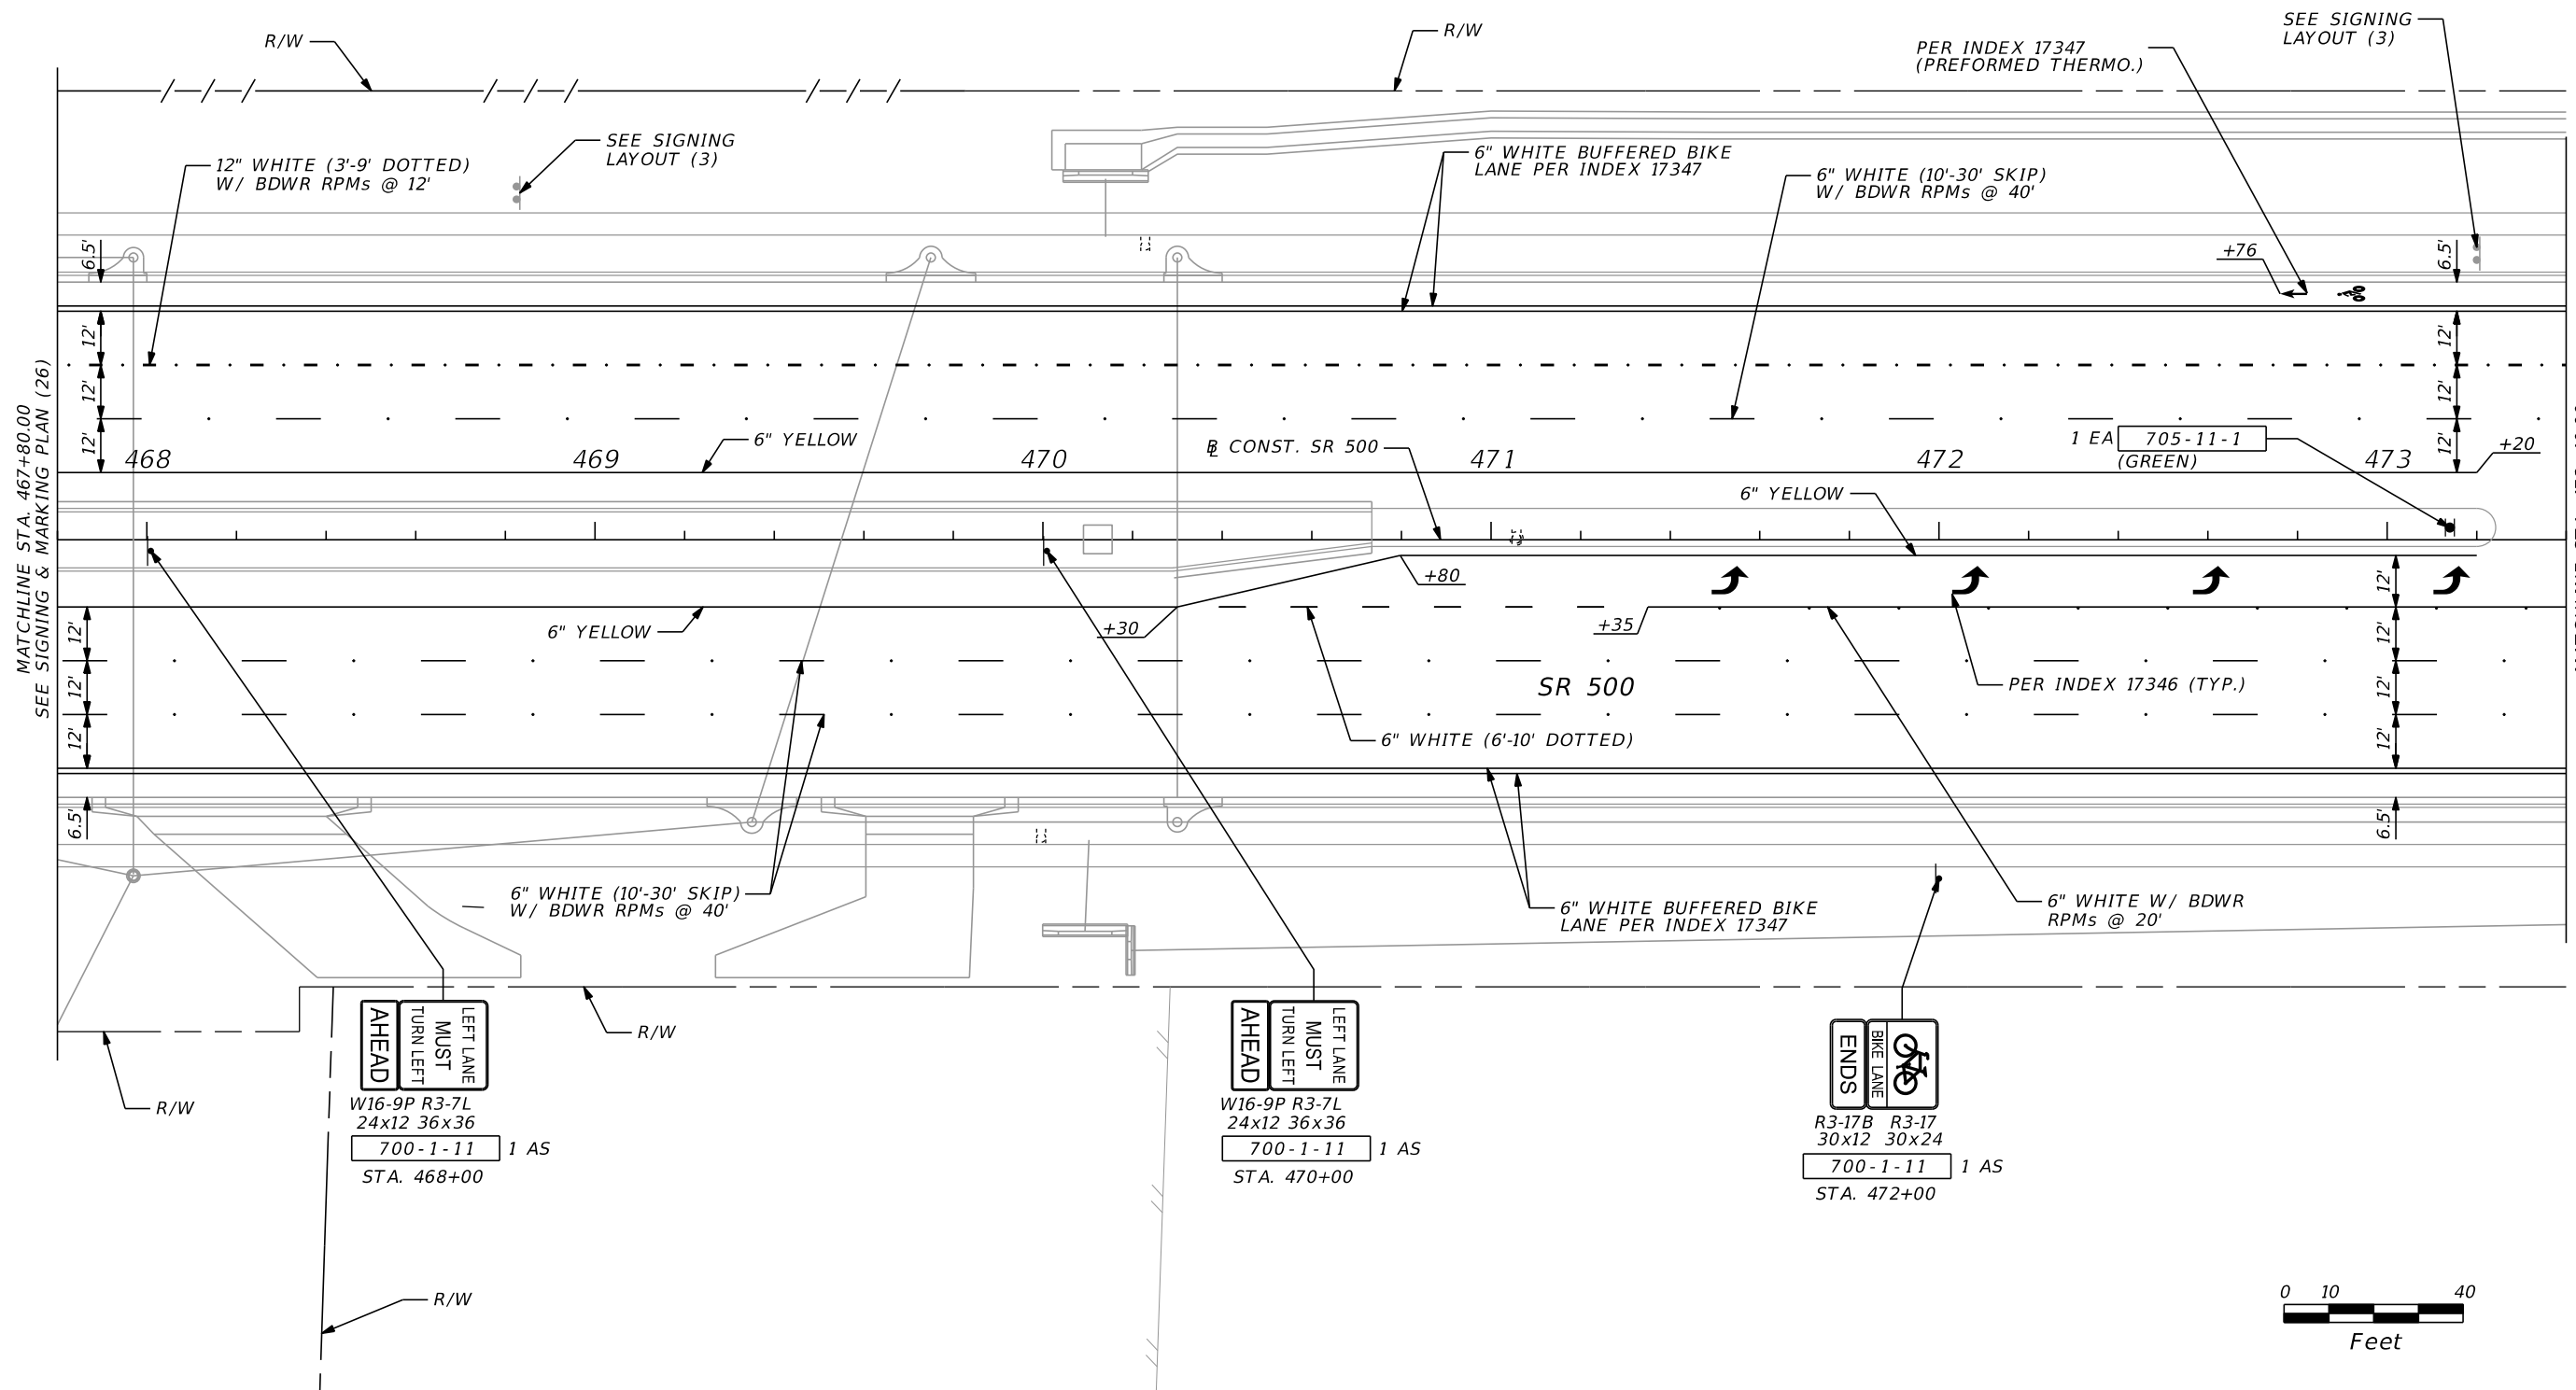 R/W
R/W
SEE SIGNING
LAYOUT (3)
PER INDEX 17347
(PREFORMED THERMO.)
SEE SIGNING
LAYOUT (3)
12" WHITE (3'-9' DOTTED)
W/ BDWR RPMs @ 12'
6" WHITE BUFFERED BIKE
LANE PER INDEX 17347
6" WHITE (10'-30' SKIP)
W/ BDWR RPMs @ 40'
6.5'
+76
6.5'
12'
12'
12'
12'
12'
12'
MATCHLINE STA. 467+80.00
SEE SIGNING & MARKING PLAN (26)
6" YELLOW
B CONST. SR 500
L
1 EA
705-11-1
(GREEN)
+20
468
469
470
471
472
473
6" YELLOW
+80
+30
+35
6" YELLOW
12'
12'
12'
12'
12'
12'
12'
SR 500
PER INDEX 17346 (TYP.)
6" WHITE (6'-10' DOTTED)
6.5'
6.5'
6" WHITE (10'-30' SKIP)
W/ BDWR RPMs @ 40'
6" WHITE BUFFERED BIKE
LANE PER INDEX 17347
6" WHITE W/ BDWR
RPMs @ 20'
R/W
R/W
R/W
LEFT LANE
MUST
TURN LEFT
AHEAD
W16-9P R3-7L
24x12 36x36
700-1-11
1 AS
STA. 468+00
LEFT LANE
MUST
TURN LEFT
AHEAD
W16-9P R3-7L
24x12 36x36
700-1-11
1 AS
STA. 470+00
BIKE LANE
ENDS
R3-17B R3-17
30x12 30x24
700-1-11
1 AS
STA. 472+00
0 10 40
Feet